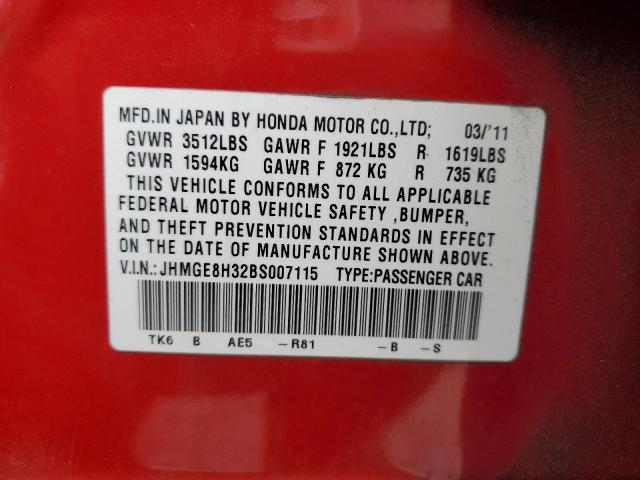 MFD.IN JAPAN BY HONDA MOTOR CO.,LTD; 03/'11
GVWR 3512LBS GAWR F 1921LBS R 1619LBS
GVWR 1594KG GAWR F 872 KG R 735 KG
THIS VEHICLE CONFORMS TO ALL APPLICABLE
FEDERAL MOTOR VEHICLE SAFETY ,BUMPER,
AND THEFT PREVENTION STANDARDS IN EFFECT
ON THE DATE OF MANUFACTURE SHOWN ABOVE.
V.I.N.: JHMGE8H32BS007115 TYPE:PASSENGER CAR
TK6 B AE5 -R81 -B -S